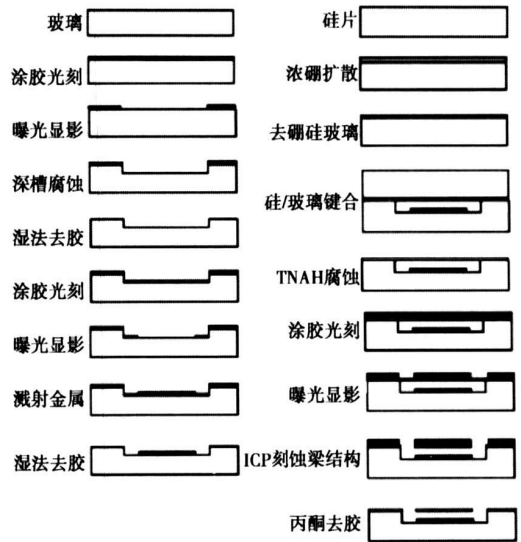 玻璃
涂胶光刻
曝光显影
深槽腐蚀
湿法去胶
涂胶光刻
曝光显影
溅射金属
湿法去胶
硅片
浓硼扩散
去硼硅玻璃
硅/玻璃键合
TNAH腐蚀
涂胶光刻
曝光显影
ICP刻蚀梁结构
丙酮去胶